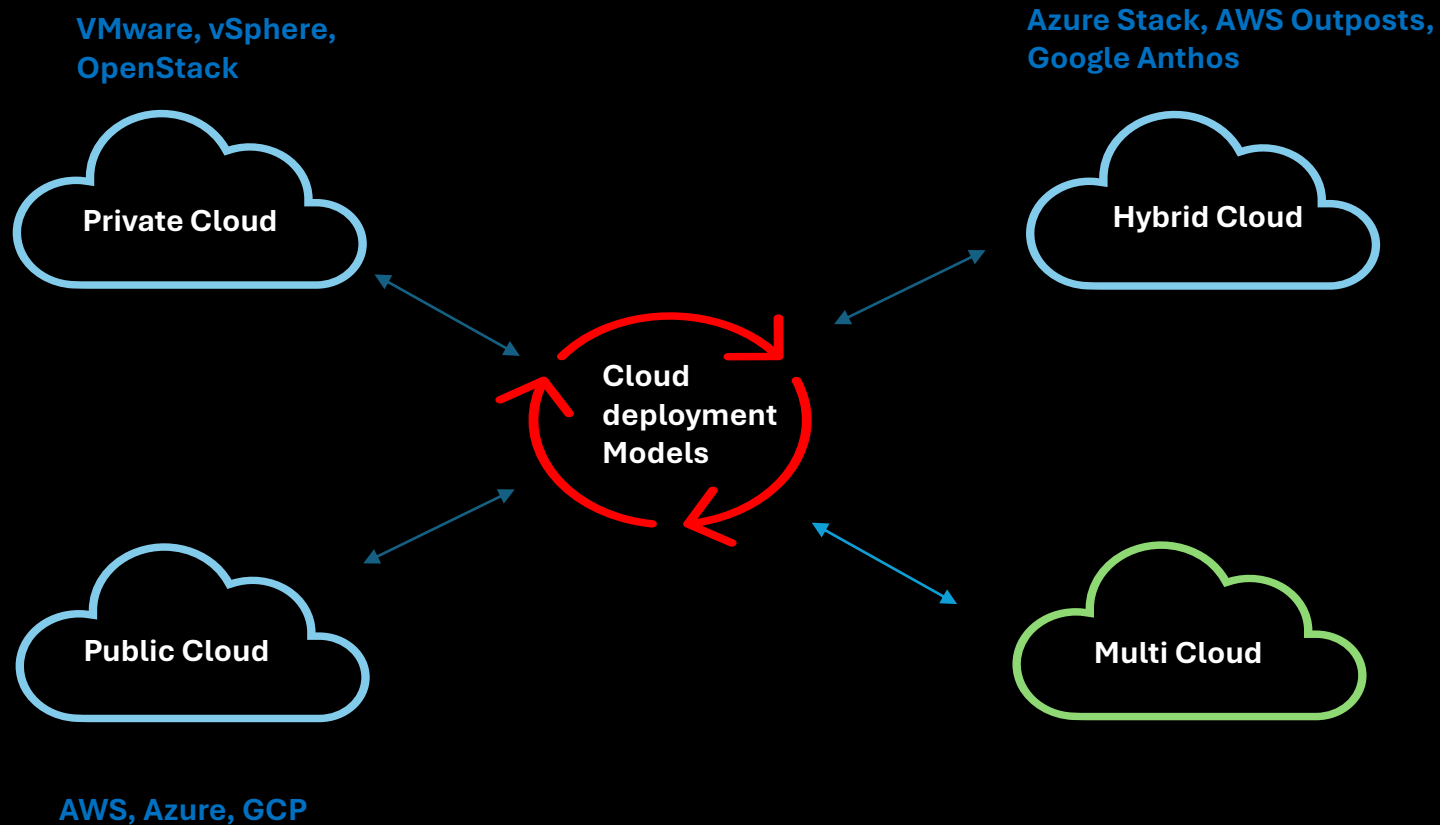 VMware, vSphere,
OpenStack
Azure Stack, AWS Outposts,
Google Anthos
Private Cloud
Hybrid Cloud
Cloud
deployment
Models
Public Cloud
Multi Cloud
AWS, Azure, GCP